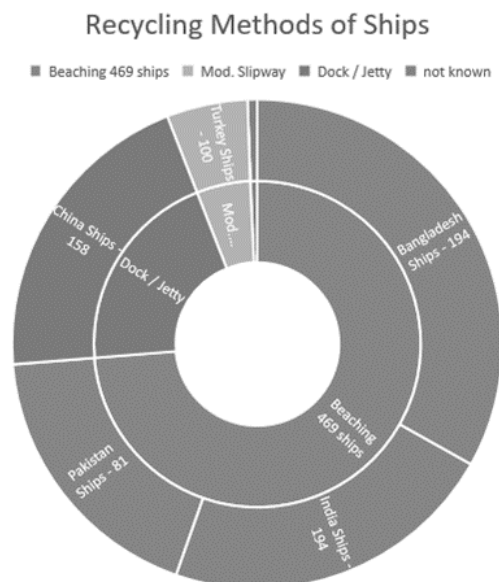 Recycling Methods of Ships
Beaching 469 ships
Mod. Slipway
Dock / Jetty
not known
Turkey Ships
- 100
Mod.
....
China Ships -
158
Dock / Jetty
Bangladesh
Ships - 194
Beaching
469 ships
Pakistan
Ships - 81
India Ships -
194